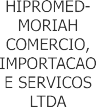 HIPROMED-
MORIAH
COMERCIO,
IMPORTACAO
E SERVICOS
LTDA